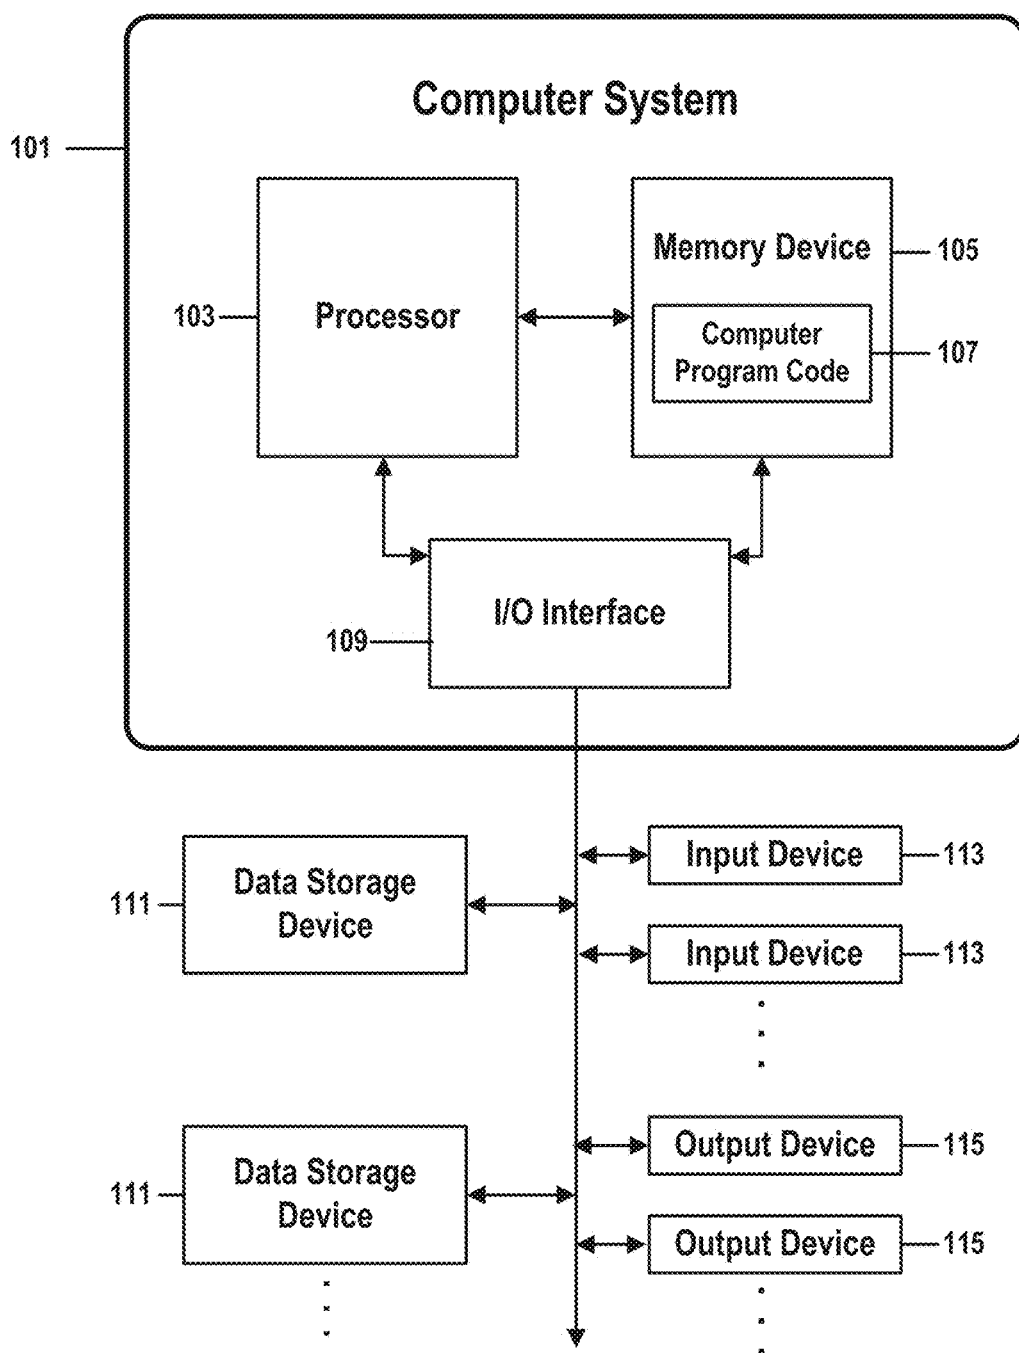 Computer System
101
Processor
103
Memory Device
105
Computer
Program Code
107
I/O Interface
109
Data Storage
Device
111
Input Device
113
Input Device
113
Data Storage
Device
111
Output Device
115
Output Device
115